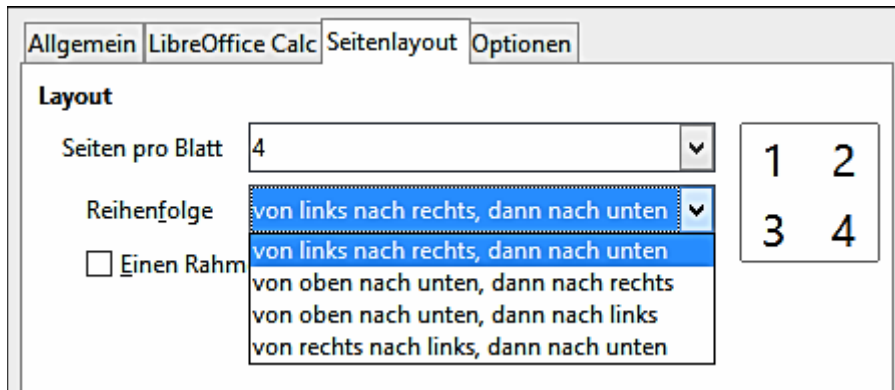 Allgemein LibreOffice Calc Seitenlayout Optionen
Layout
Seiten pro Blatt 4
Reihenfolge von links nach rechts, dann nach unten
von links nach rechts, dann nach unten
Einen Rahm
von oben nach unten, dann nach rechts
von oben nach unten, dann nach links
von rechts nach links, dann nach unten
1 2
3 4